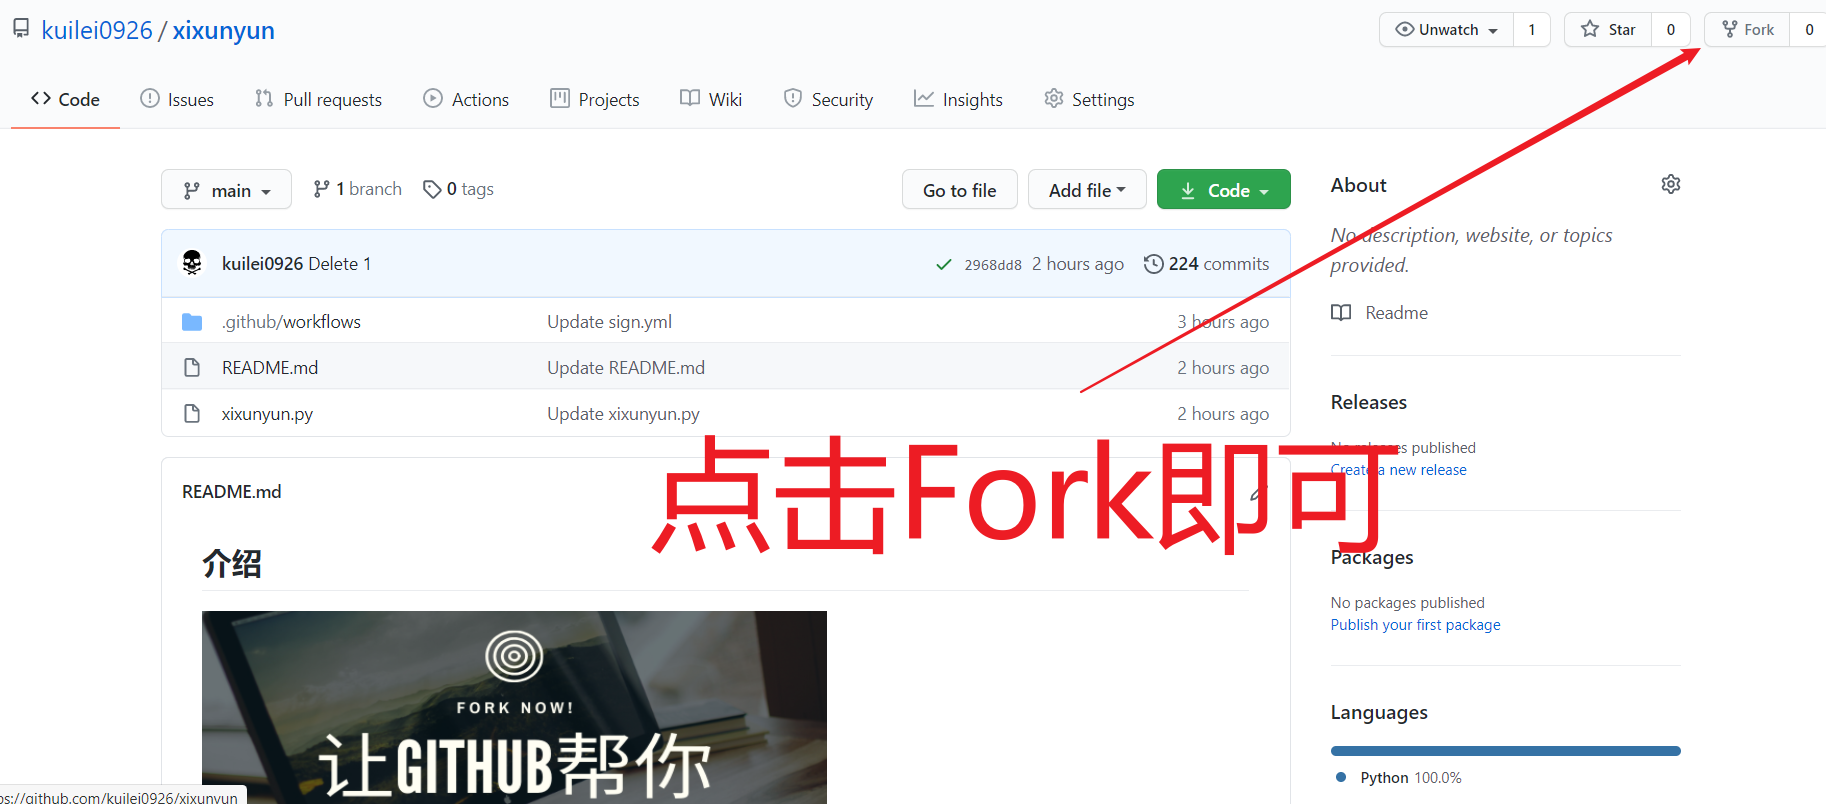 kuilei0926 / xixunyun
Unwatch 1 Star 0 Fork 0
Code Issues Pull requests Actions Projects Wiki Security Insights Settings
main 1 branch 0 tags Go to file Add file Code
kuilei0926 Delete 1 2968dd8 2 hours ago 224 commits
.github/workflows Update sign.yml 3 hours ago
README.md Update README.md 2 hours ago
xixunyun.py Update xixunyun.py 2 hours ago
点击Fork即可
README.md
介绍
FORK NOW!
让GITHUB帮你
About
No description, website, or topics
provided.
Readme
Releases
No releases published
Create a new release
Packages
No packages published
Publish your first package
Languages
Python 100.0%
ps://github.com/kuilei0926/xixunyun